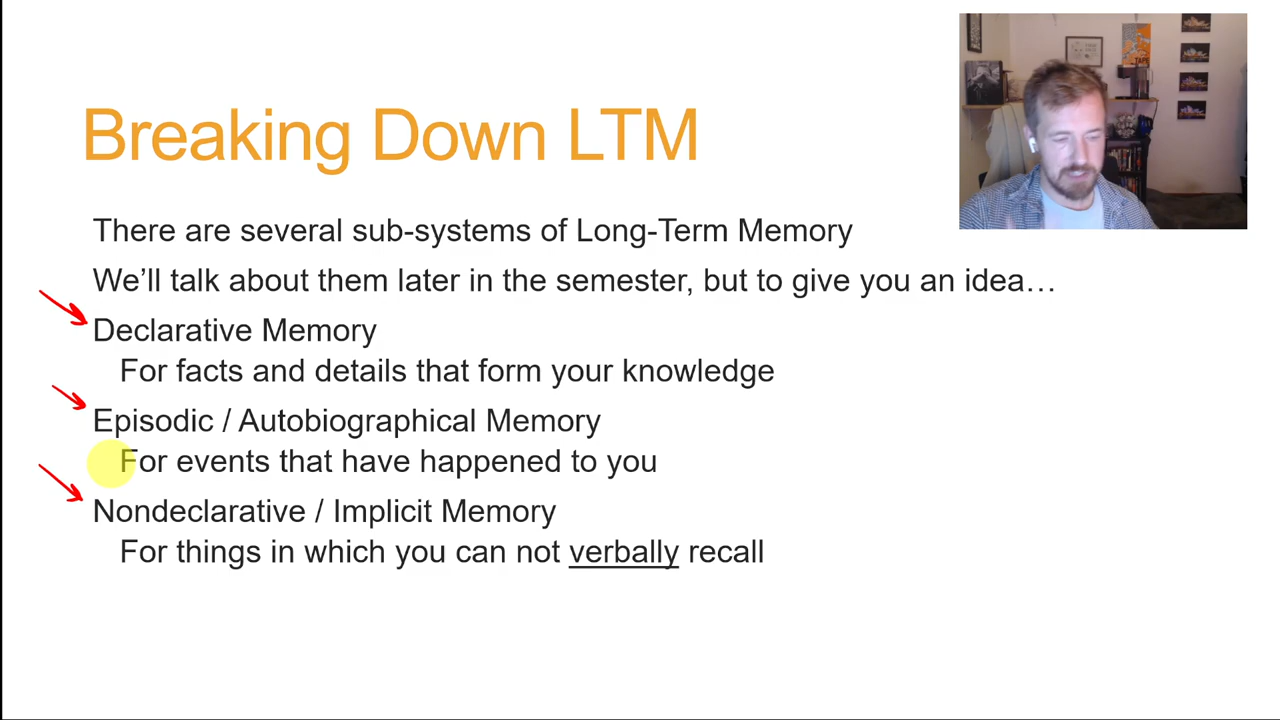 Breaking Down LTM
There are several sub-systems of Long-Term Memory
We’ll talk about them later in the semester, but to give you an idea…
Declarative Memory
For facts and details that form your knowledge
Episodic / Autobiographical Memory
For events that have happened to you
Nondeclarative / Implicit Memory
For things in which you can not verbally recall
TAPE